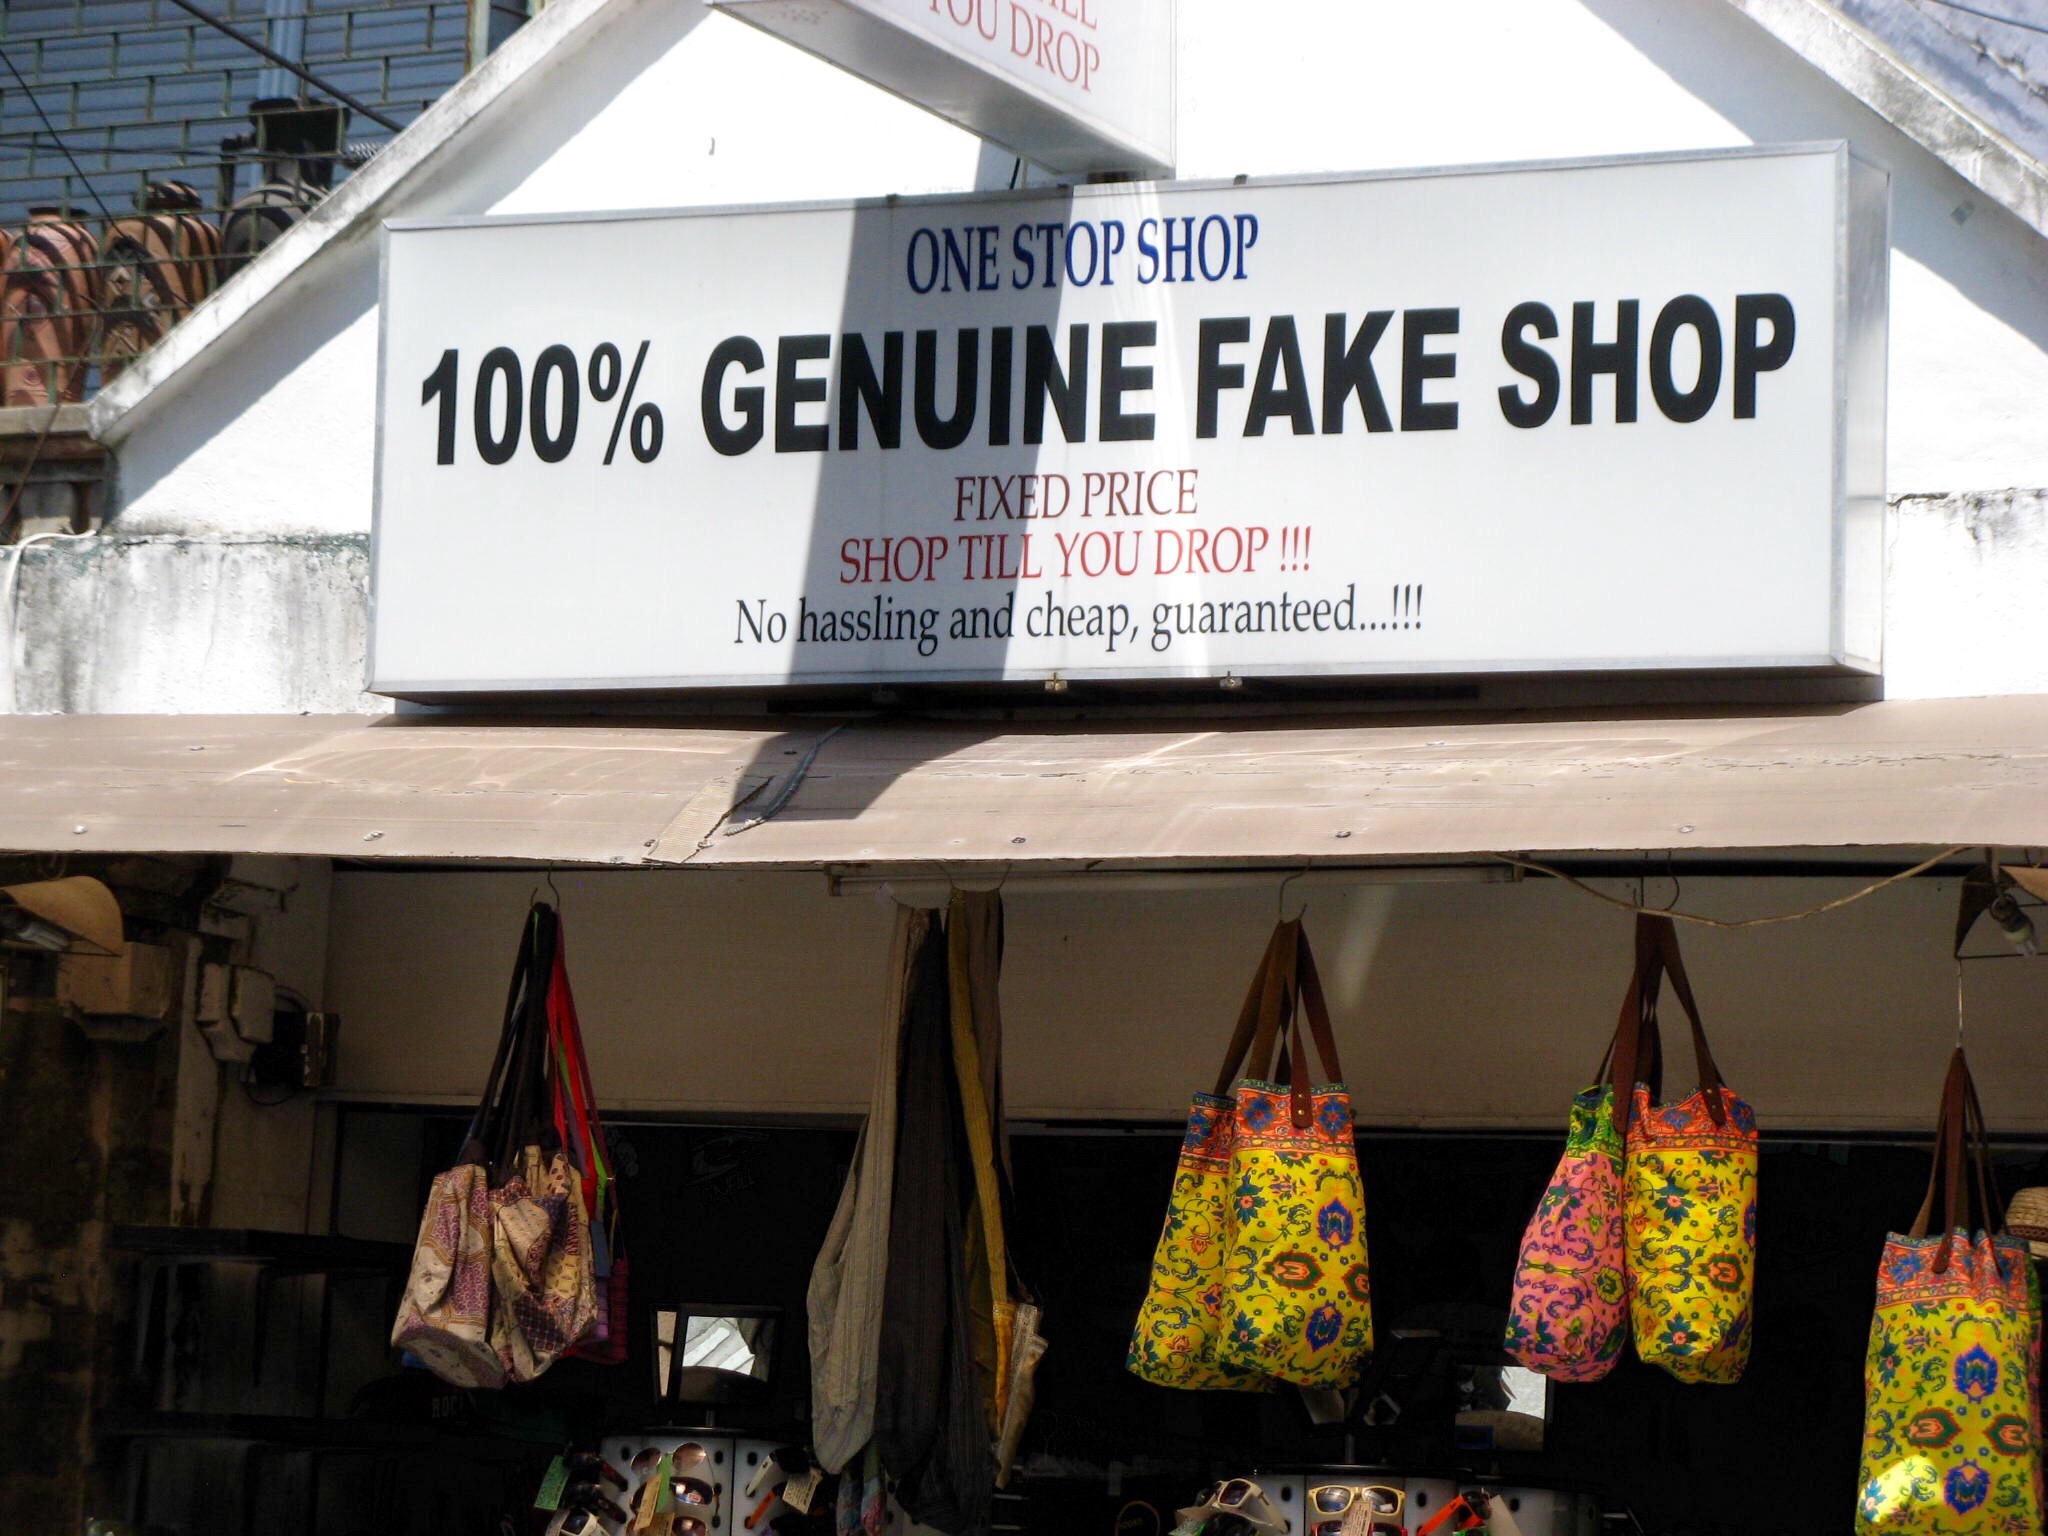 YOU DROP
ONE STOP SHOP
100% GENUINE FAKE SHOP
FIXED PRICE
SHOP TILL YOU DROP !!!
No hassling and cheap, guaranteed...!!!